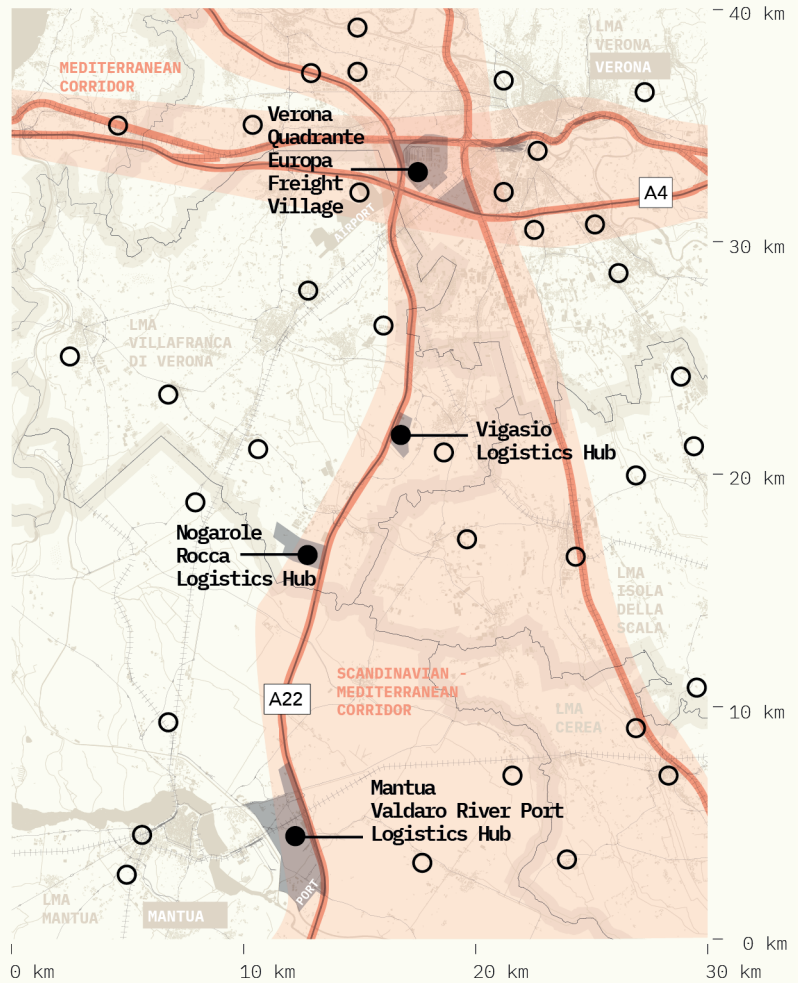 40 km
LMA
VERONA
VERONA
MEDITERRANEAN
CORRIDOR
Verona
Quadrante
Europa
Freight
Village
A4
AIRPORT
30 km
LMA
VILLAFRANCA
DI VERONA
Vigasio
Logistics Hub
20 km
Nogarole
Rocca
Logistics Hub
LMA
ISOLA
DELLA
SCALA
SCANDINAVIAN -
MEDITERRANEAN
CORRIDOR
A22
LMA
CEREA
10 km
Mantua
Valdaro River Port
Logistics Hub
PORT
LMA
MANTUA
MANTUA
0 km
0 km
10 km
20 km
30 km